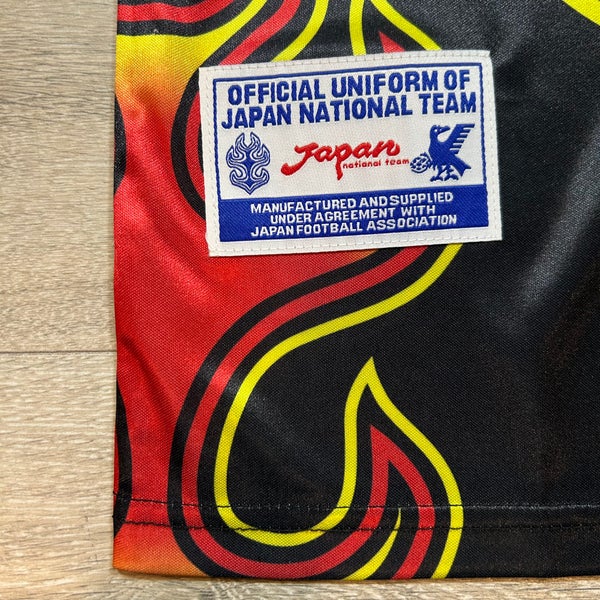 OFFICIAL UNIFORM OF
JAPAN NATIONAL TEAM
Japan
national team
MANUFACTURED AND SUPPLIED
UNDER AGREEMENT WITH
JAPAN FOOTBALL ASSOCIATION